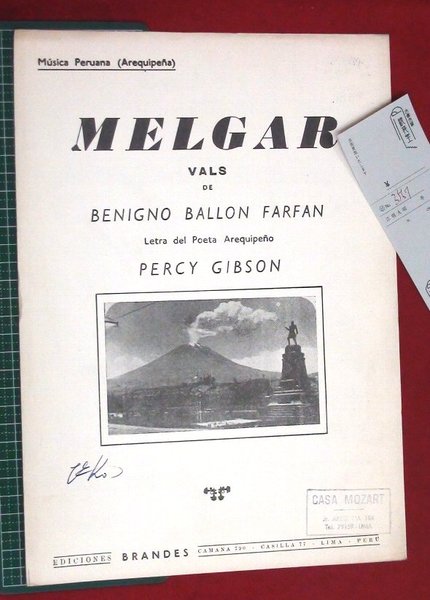 Música Peruana (Arequipeña)
MELGAR
VALS
DE
BENIGNO BALLON FARFAN
Letra del Poeta Arequipeño
PERCY GIBSON
CASA MOZART
EDICIONES BRANDES CAMANA 790 - CASILLA 77 - LIMA - PERU
No.